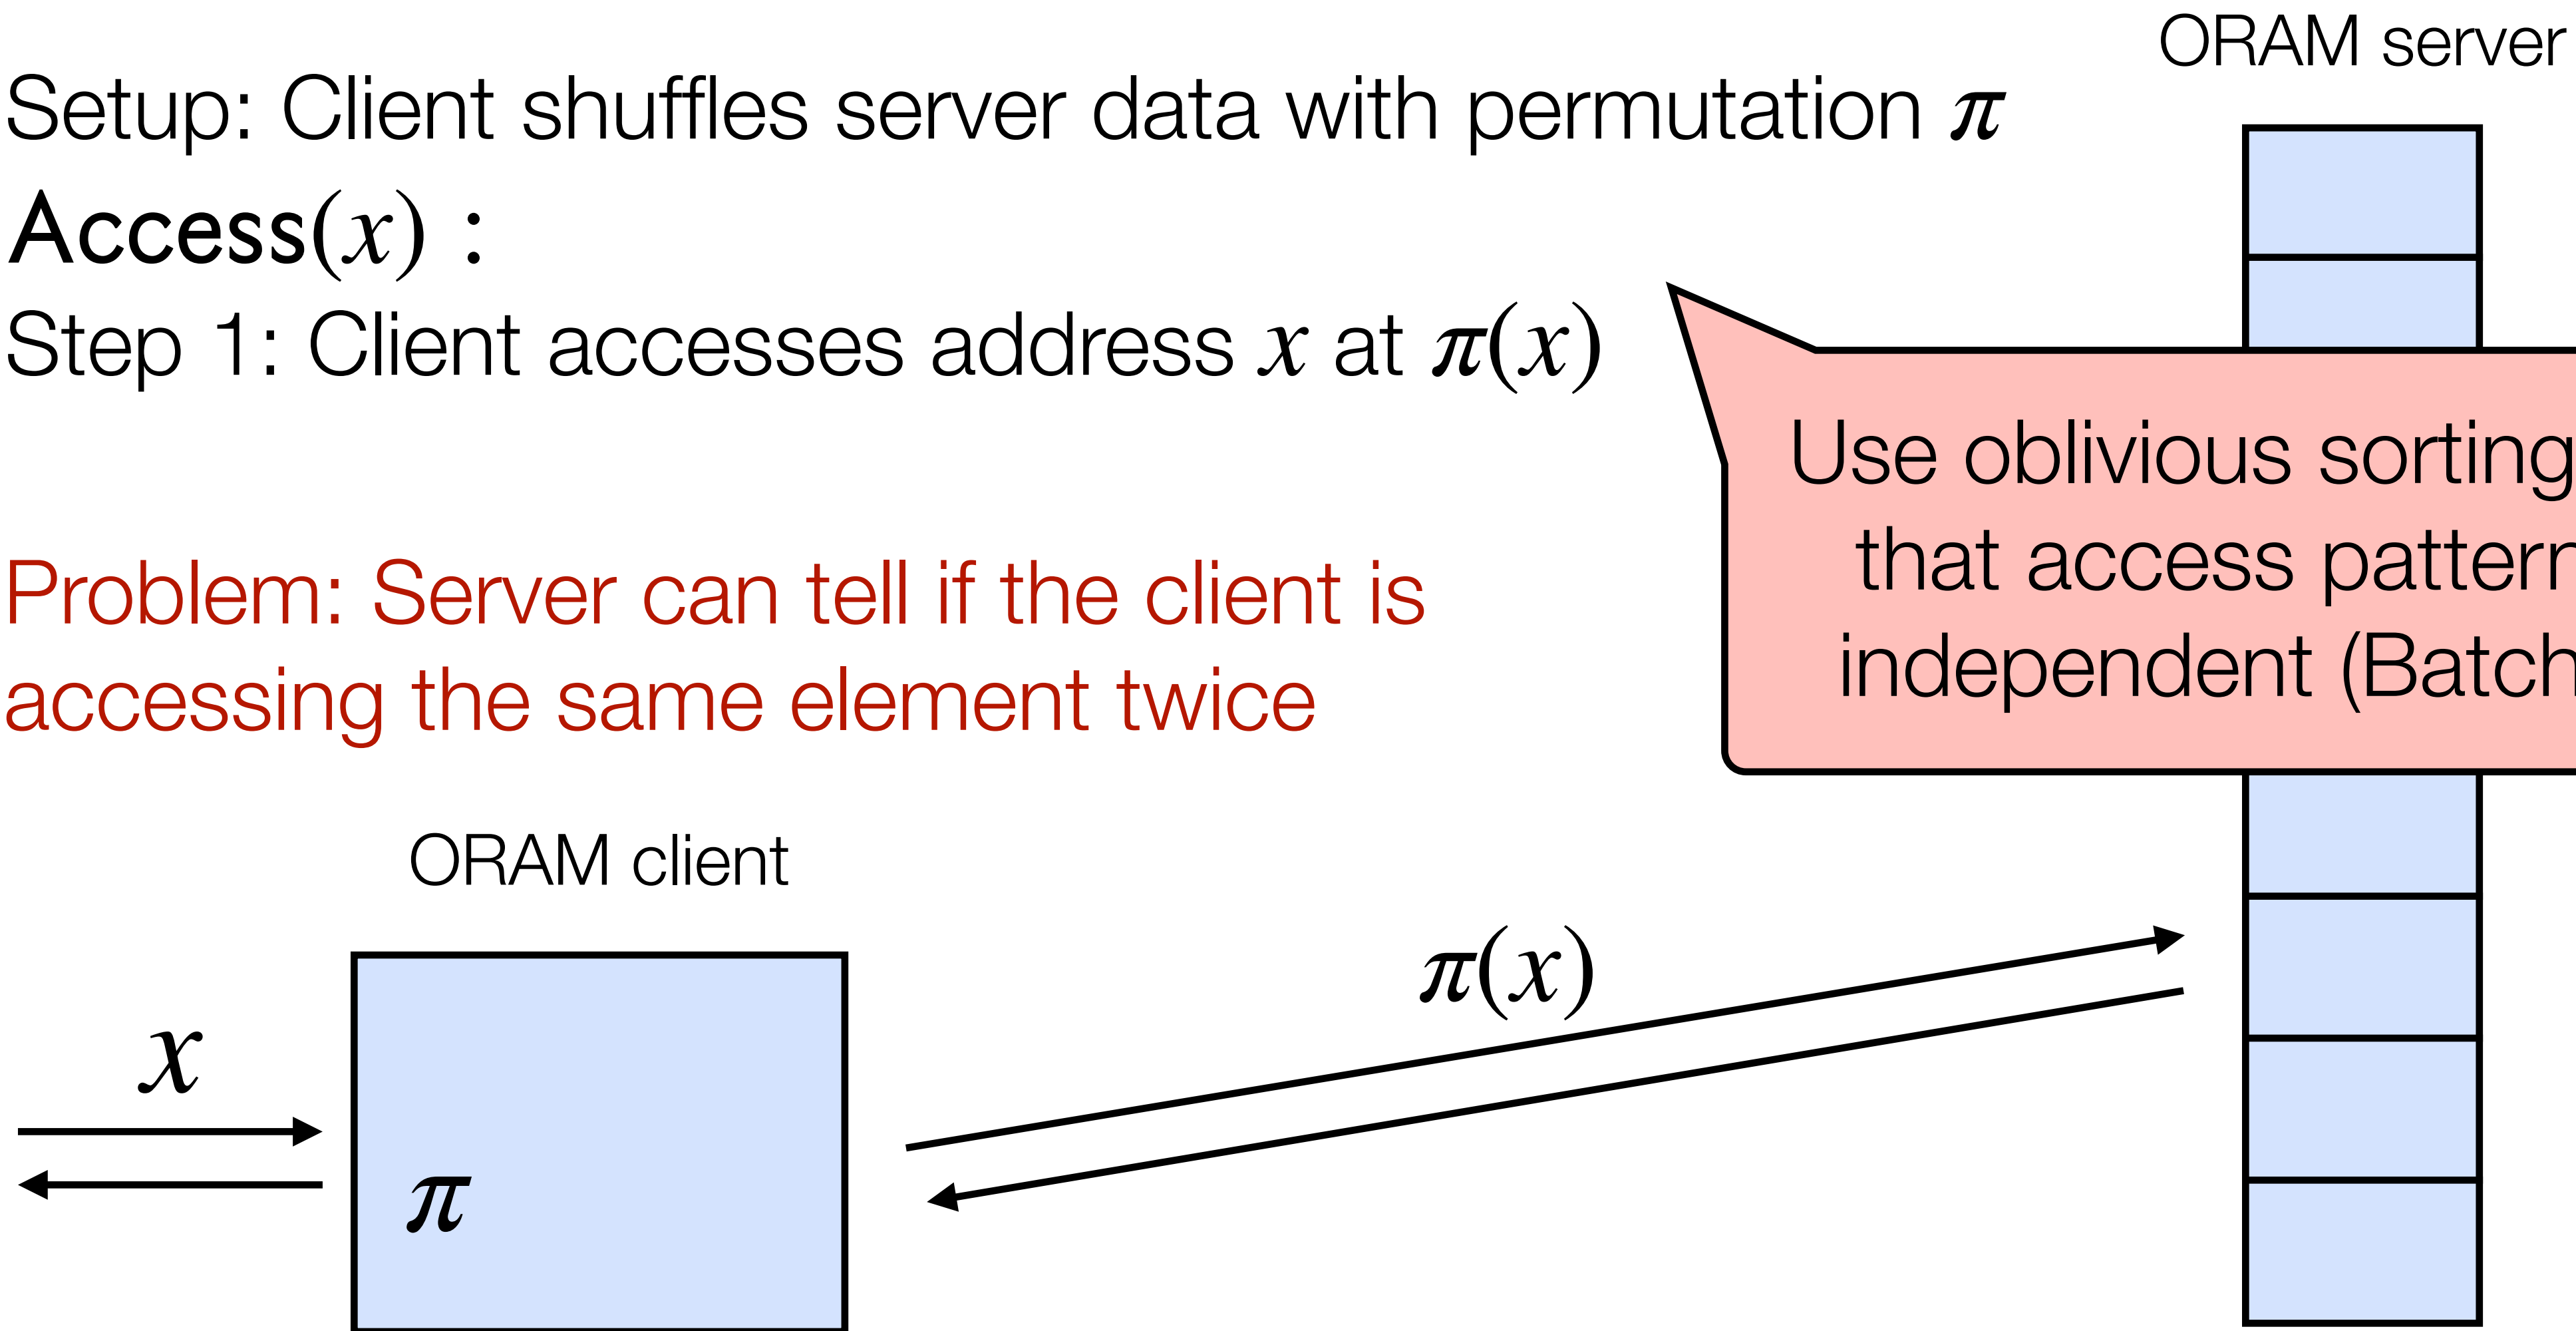 ORAM server
Setup: Client shuffles server data with permutation π
Access(x) :
Step 1: Client accesses address x at π(x)
Use oblivious sorting
that access pattern
independent (Batch
Problem: Server can tell if the client is
accessing the same element twice
ORAM client
π(x)
x
π